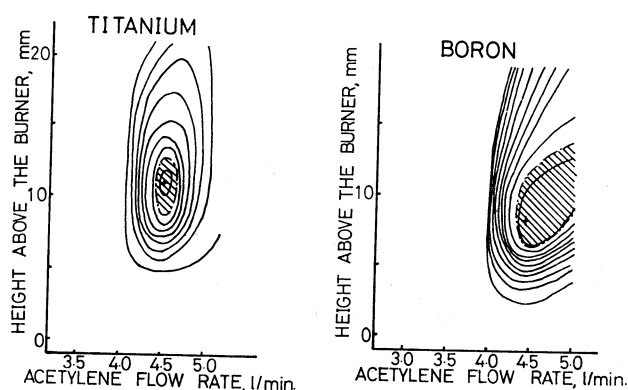 TITANIUM
HEIGHT ABOVE THE BURNER, mm
20
10
0
3.5 4.0 4.5 5.0
ACETYLENE FLOW RATE, l/min.
BORON
HEIGHT ABOVE THE BURNER, mm
10
0
3.0 3.5 4.0 4.5 5.0
ACETYLENE FLOW RATE, l/min.